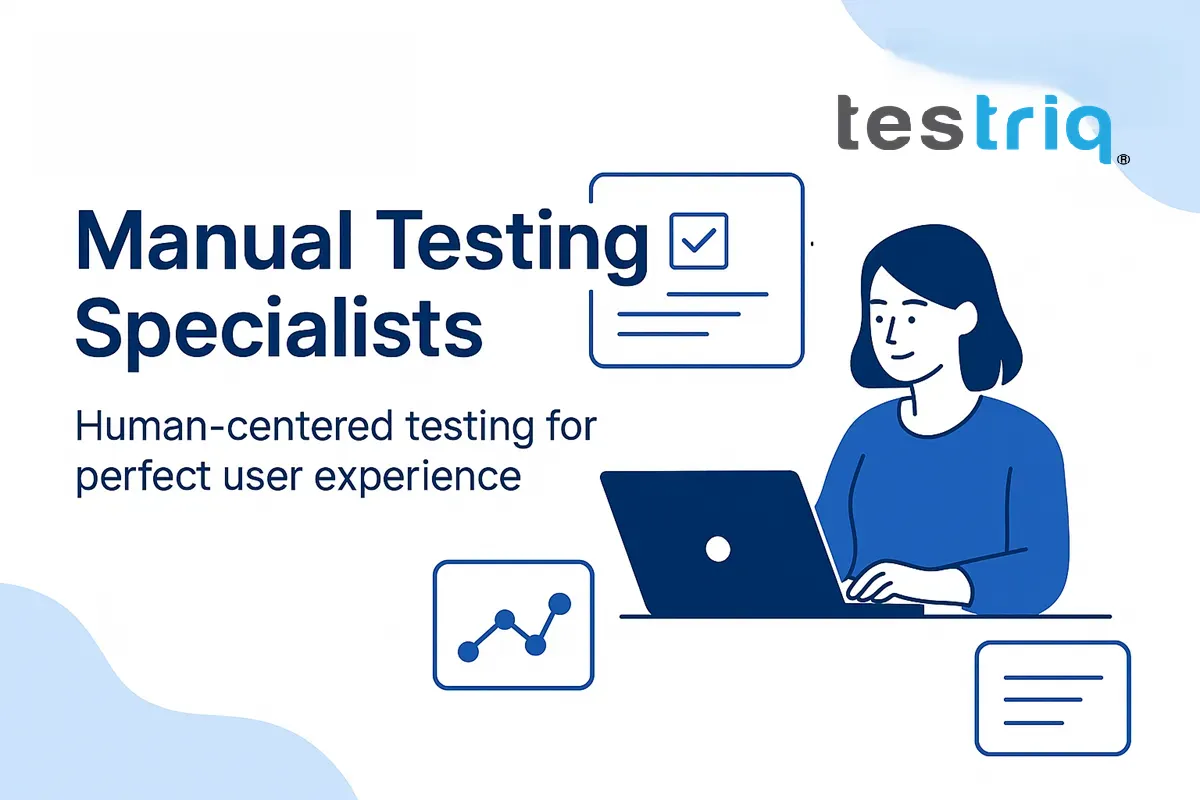 testriq®
Manual Testing
Specialists
Human-centered testing for
perfect user experience